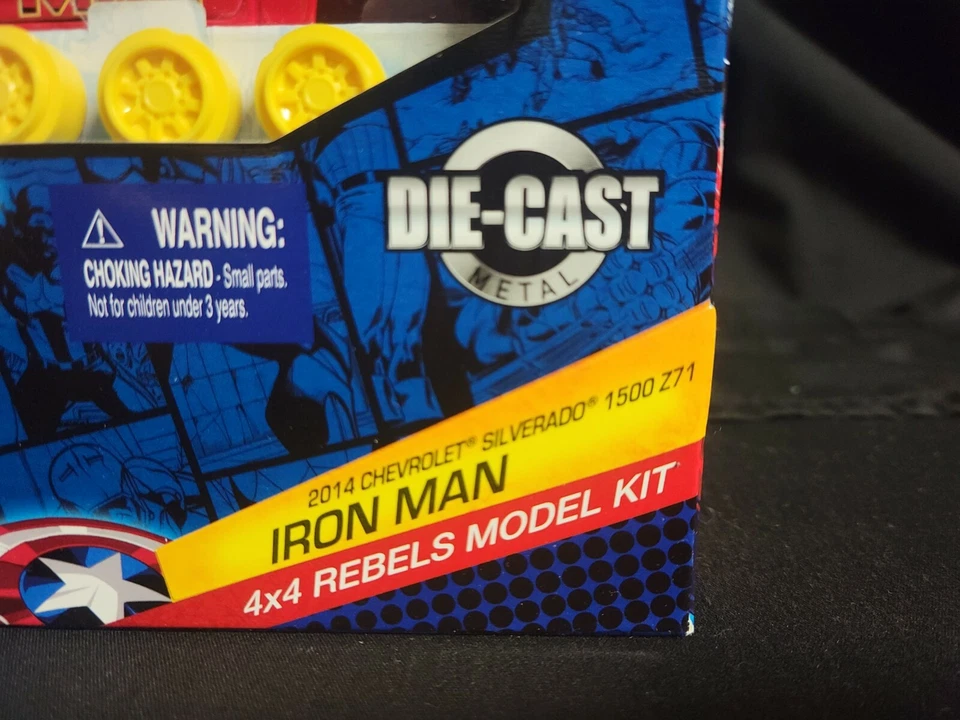 WARNING:
CHOKING HAZARD - Small parts.
Not for children under 3 years.
DIE-CAST
METAL
2014 CHEVROLET® SILVERADO® 1500 Z71
IRON MAN
4x4 REBELS MODEL KIT